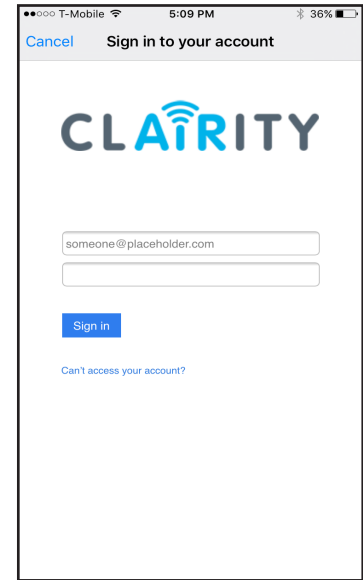 T-Mobile 5:09 PM 36%
Cancel Sign in to your account
CLAIRITY
someone@placeholder.com
Sign in
Can't access your account?